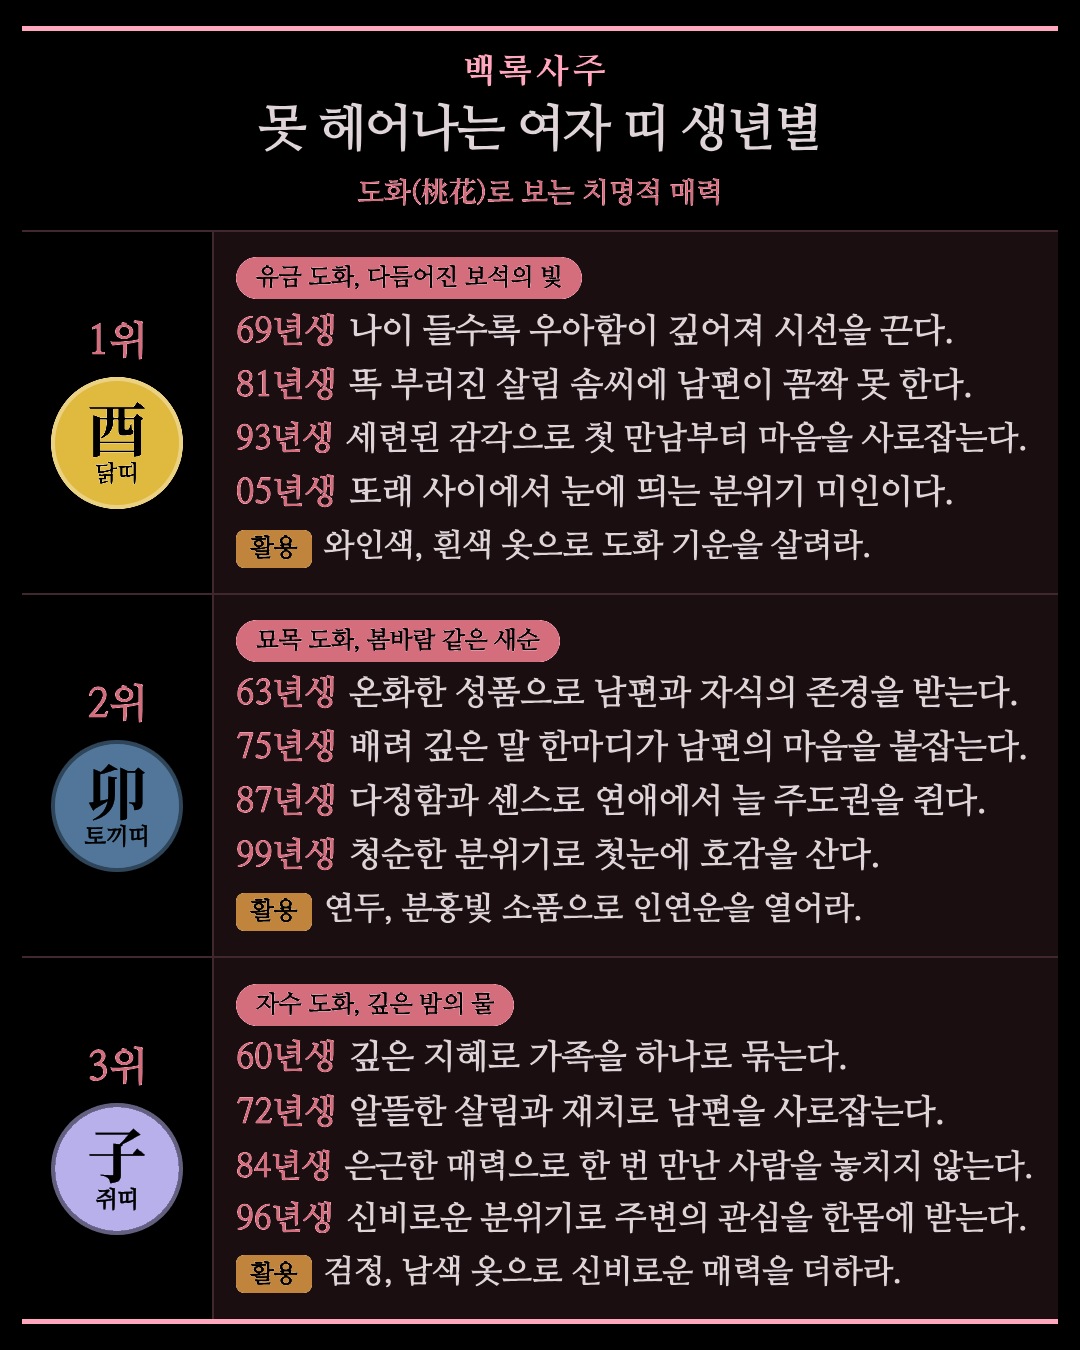 백록사주
못 헤어나는 여자 띠 생년별
도화(桃花)로 보는 치명적 매력
1위
酉
닭띠
유금 도화, 다듬어진 보석의 빛
69년생 나이 들수록 우아함이 깊어져 시선을 끈다.
81년생 똑 부러진 살림 솜씨에 남편이 꼼짝 못 한다.
93년생 세련된 감각으로 첫 만남부터 마음을 사로잡는다.
05년생 또래 사이에서 눈에 띄는 분위기 미인이다.
활용 와인색, 흰색 옷으로 도화 기운을 살려라.
2위
卯
토끼띠
묘목 도화, 봄바람 같은 새순
63년생 온화한 성품으로 남편과 자식의 존경을 받는다.
75년생 배려 깊은 말 한마디가 남편의 마음을 붙잡는다.
87년생 다정함과 센스로 연애에서 늘 주도권을 쥔다.
99년생 청순한 분위기로 첫눈에 호감을 산다.
활용 연두, 분홍빛 소품으로 인연운을 열어라.
3위
子
쥐띠
자수 도화, 깊은 밤의 물
60년생 깊은 지혜로 가족을 하나로 묶는다.
72년생 알뜰한 살림과 재치로 남편을 사로잡는다.
84년생 은근한 매력으로 한 번 만난 사람을 놓치지 않는다.
96년생 신비로운 분위기로 주변의 관심을 한몸에 받는다.
활용 검정, 남색 옷으로 신비로운 매력을 더하라.